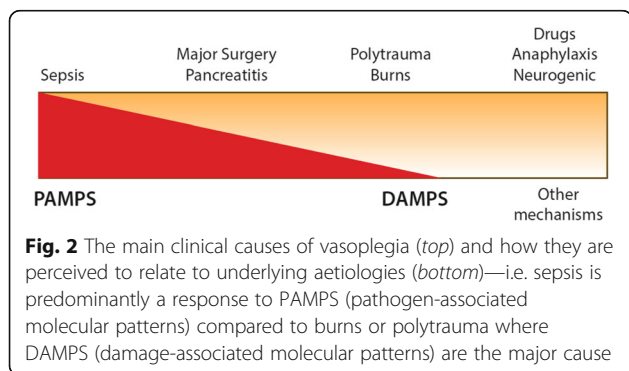 Drugs
Major Surgery Polytrauma Anaphylaxis
Sepsis Pancreatitis Burns Neurogenic
PAMPS DAMPS Other
mechanisms
Fig. 2 The main clinical causes of vasoplegia (top) and how they are
perceived to relate to underlying aetiologies (bottom)—i.e. sepsis is
predominantly a response to PAMPS (pathogen-associated
molecular patterns) compared to burns or polytrauma where
DAMPS (damage-associated molecular patterns) are the major cause